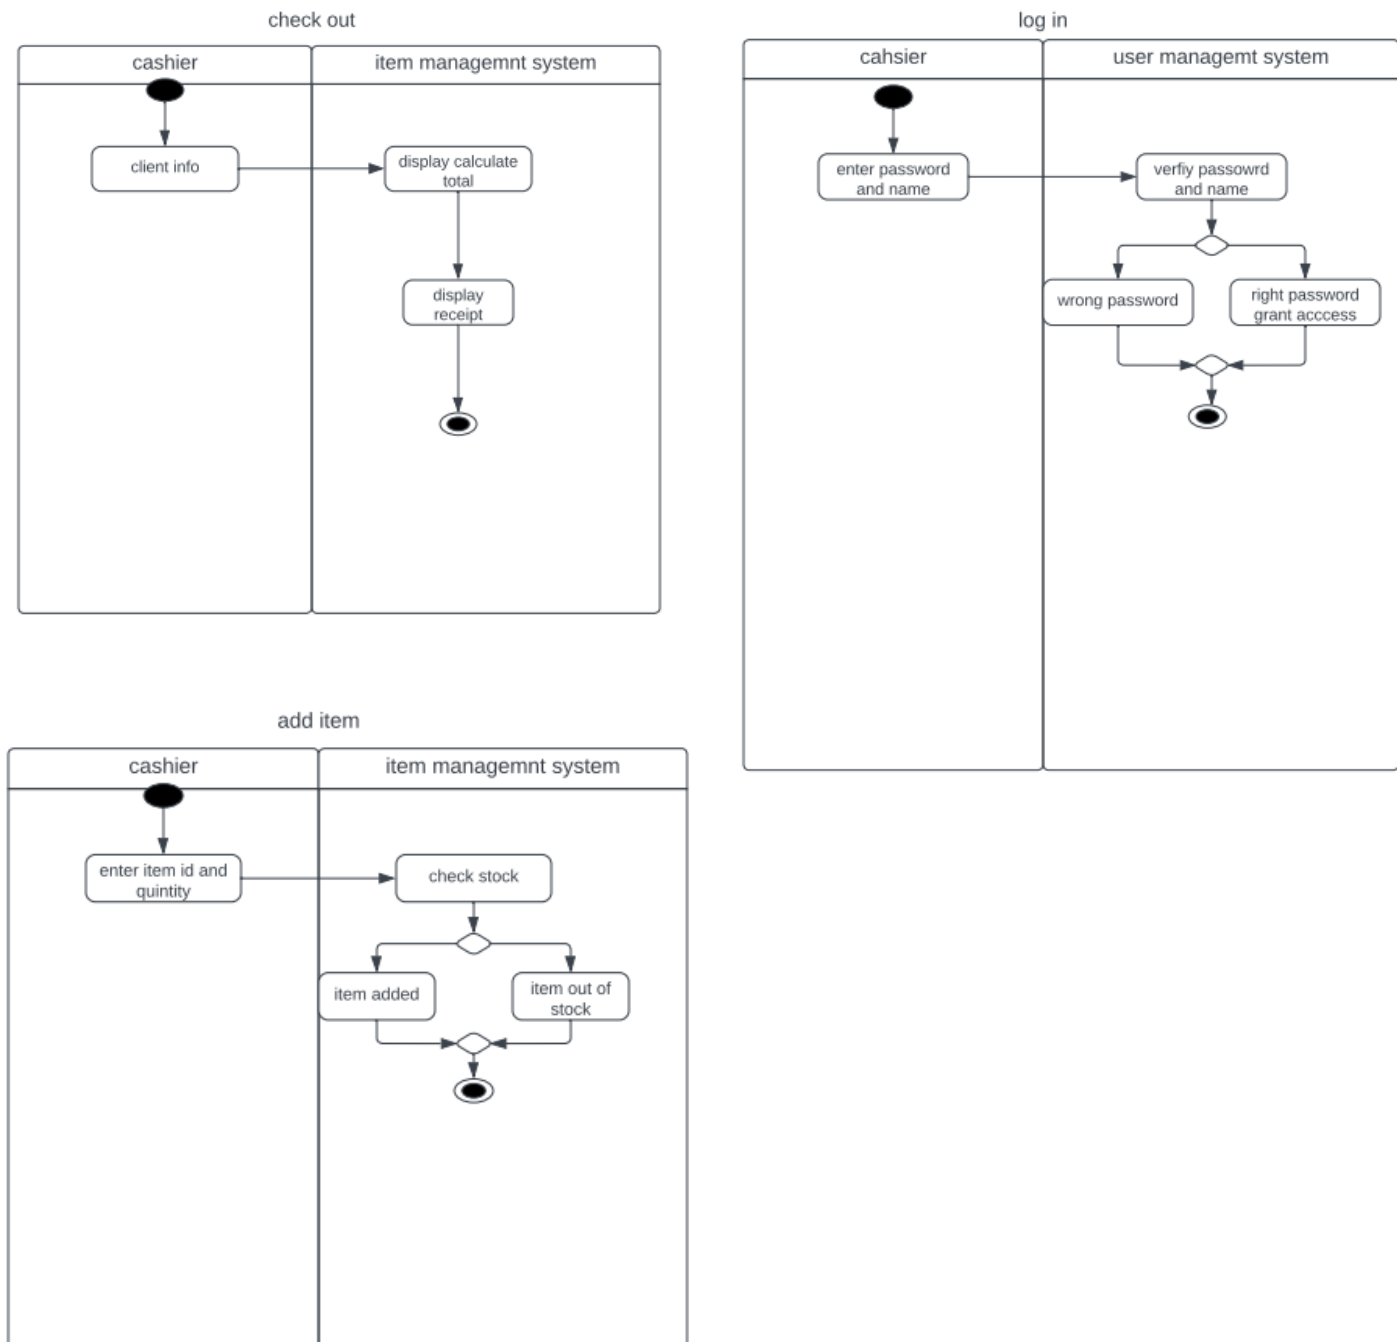 check out
cashier
item managemnt system
client info
display calculate
total
display
receipt
log in
cahsier
user managemt system
enter password
and name
verfiy passowrd
and name
wrong password
right password
grant acccess
add item
cashier
item managemnt system
enter item id and
quintity
check stock
item added
item out of
stock